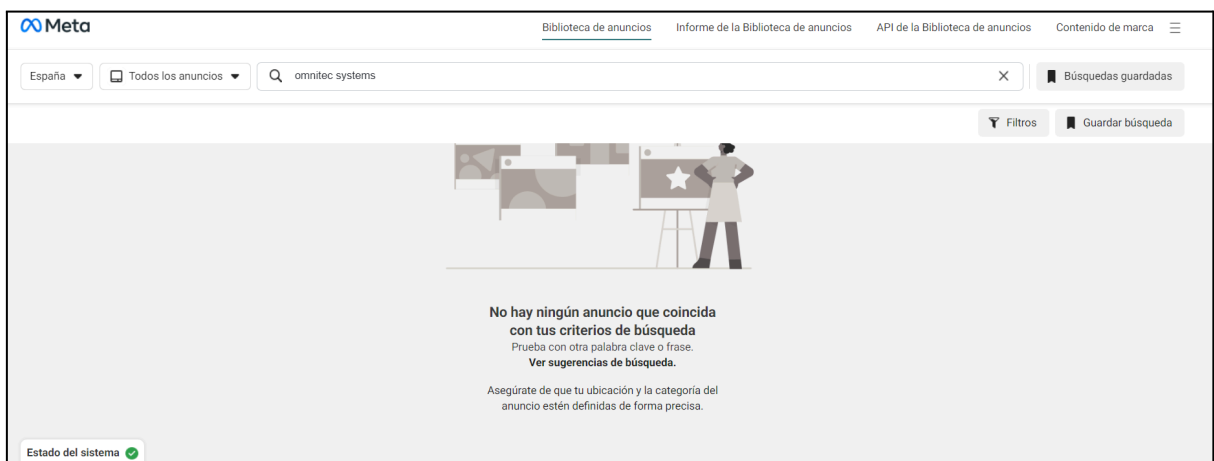 Meta
Biblioteca de anuncios Informe de la Biblioteca de anuncios API de la Biblioteca de anuncios Contenido de marca
España Todos los anuncios omnitec systems Búsquedas guardadas
Filtros Guardar búsqueda
No hay ningún anuncio que coincida
con tus criterios de búsqueda
Prueba con otra palabra clave o frase.
Ver sugerencias de búsqueda.
Asegúrate de que tu ubicación y la categoría del
anuncio estén definidas de forma precisa.
Estado del sistema